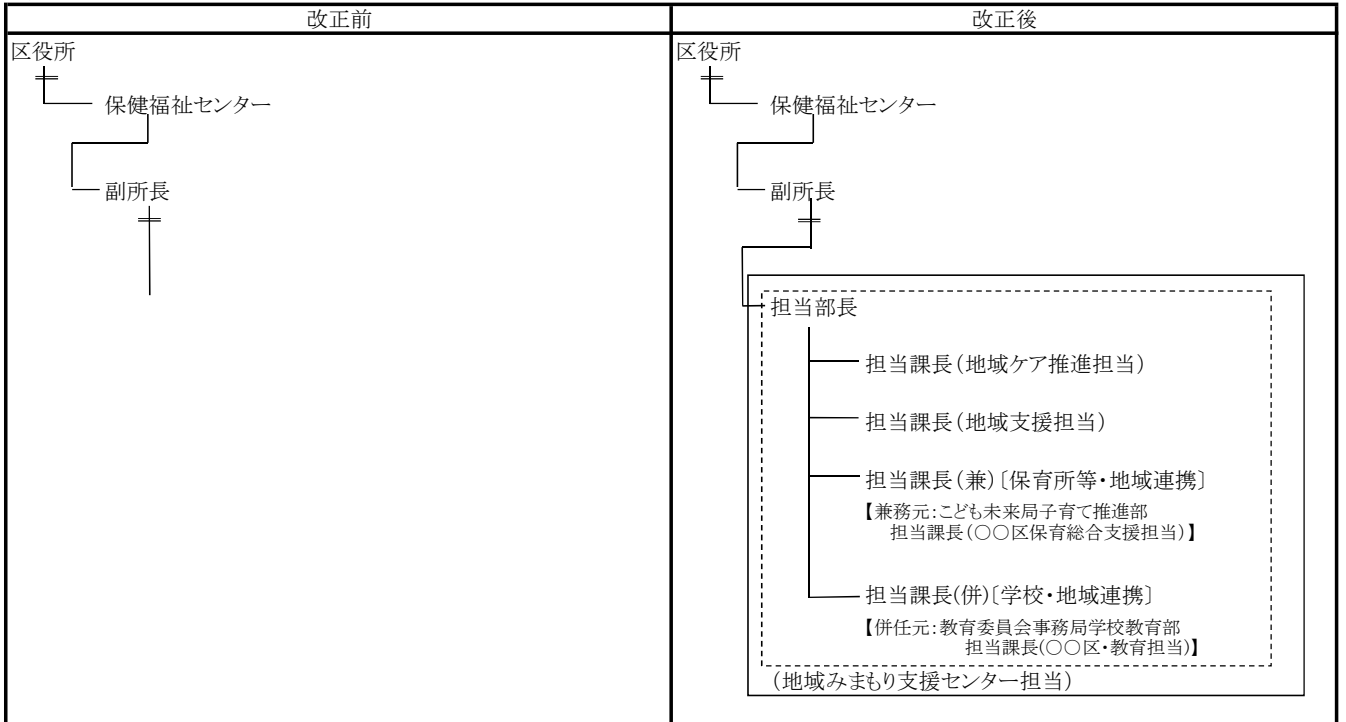 改正前
区役所
保健福祉センター
副所長
改正後
区役所
保健福祉センター
副所長
担当部長
担当課長（地域ケア推進担当）
担当課長（地域支援担当）
担当課長（兼）〔保育所等・地域連携〕
【兼務元：こども未来局子育て推進部
担当課長（○○区保育総合支援担当）】
担当課長(併)〔学校・地域連携〕
【併任元：教育委員会事務局学校教育部
担当課長(○○区・教育担当)】
（地域みまもり支援センター担当）